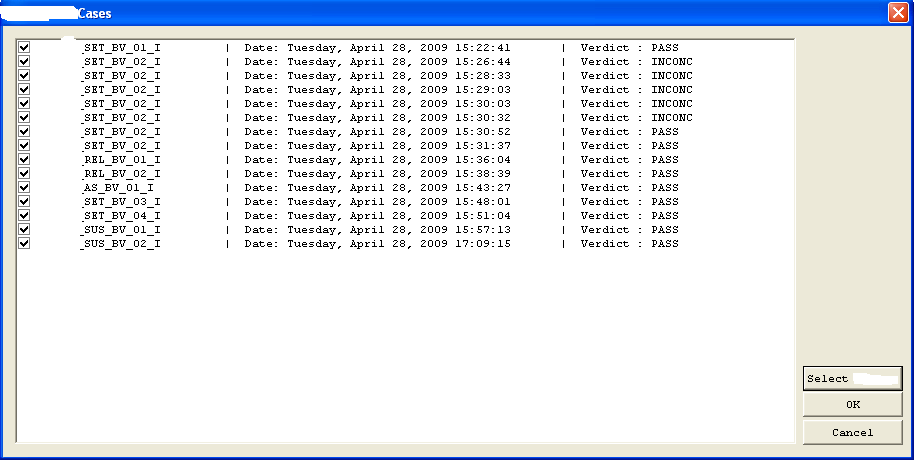 Cases
_SET_BV_01_I | Date: Tuesday, April 28, 2009 15:22:41 | Verdict : PASS
_SET_BV_02_I | Date: Tuesday, April 28, 2009 15:26:44 | Verdict : INCONC
_SET_BV_02_I | Date: Tuesday, April 28, 2009 15:28:33 | Verdict : INCONC
_SET_BV_02_I | Date: Tuesday, April 28, 2009 15:29:03 | Verdict : INCONC
_SET_BV_02_I | Date: Tuesday, April 28, 2009 15:30:03 | Verdict : INCONC
_SET_BV_02_I | Date: Tuesday, April 28, 2009 15:30:32 | Verdict : INCONC
_SET_BV_02_I | Date: Tuesday, April 28, 2009 15:30:52 | Verdict : PASS
_SET_BV_02_I | Date: Tuesday, April 28, 2009 15:31:37 | Verdict : PASS
_REL_BV_01_I | Date: Tuesday, April 28, 2009 15:36:04 | Verdict : PASS
_REL_BV_02_I | Date: Tuesday, April 28, 2009 15:38:39 | Verdict : PASS
_AS_BV_01_I | Date: Tuesday, April 28, 2009 15:43:27 | Verdict : PASS
_SET_BV_03_I | Date: Tuesday, April 28, 2009 15:48:01 | Verdict : PASS
_SET_BV_04_I | Date: Tuesday, April 28, 2009 15:51:04 | Verdict : PASS
_SUS_BV_01_I | Date: Tuesday, April 28, 2009 15:57:13 | Verdict : PASS
_SUS_BV_02_I | Date: Tuesday, April 28, 2009 17:09:15 | Verdict : PASS
Select
OK
Cancel